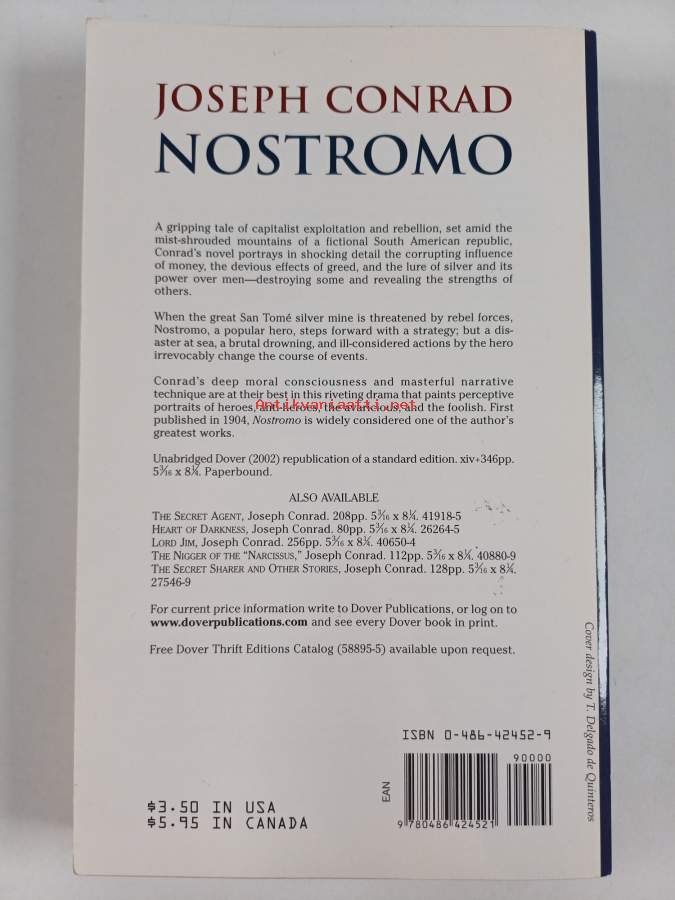 JOSEPH CONRAD
NOSTROMO
A gripping tale of capitalist exploitation and rebellion, set amid the
mist-shrouded mountains of a fictional South American republic,
Conrad's novel portrays in shocking detail the corrupting influence
of money, the devious effects of greed, and the lure of silver and its
power over men—destroying some and revealing the strengths of
others.
When the great San Tomé silver mine is threatened by rebel forces,
Nostromo, a popular hero, steps forward with a strategy; but a dis-
aster at sea, a brutal drowning, and ill-considered actions by the hero
irrevocably change the course of events.
Conrad's deep moral consciousness and masterful narrative
technique are at their best in this riveting drama that paints perceptive
portraits of heroes, anti-heroes, the avaricious, and the foolish. First
Antikvariaatti.net
published in 1904, Nostromo is widely considered one of the author's
greatest works.
Unabridged Dover (2002) republication of a standard edition. xiv+346pp.
5³⁄₁₆ x 8¼. Paperbound.
ALSO AVAILABLE
THE SECRET AGENT, Joseph Conrad. 208pp. 5³⁄₁₆ x 8¼. 41918-5
HEART OF DARKNESS, Joseph Conrad. 80pp. 5³⁄₁₆ x 8¼. 26264-5
LORD JIM, Joseph Conrad. 256pp. 5³⁄₁₆ x 8¼. 40650-4
THE NIGGER OF THE "NARCISSUS," Joseph Conrad. 112pp. 5³⁄₁₆ x 8¼. 40880-9
THE SECRET SHARER AND OTHER STORIES, Joseph Conrad. 128pp. 5³⁄₁₆ x 8¼.
27546-9
For current price information write to Dover Publications, or log on to
www.doverpublications.com and see every Dover book in print.
Free Dover Thrift Editions Catalog (58895-5) available upon request.
Cover design by T. Delgado de Quinteros
ISBN 0-486-42452-9
90000
EAN
9 780486 424521
$3.50 IN USA
$5.95 IN CANADA